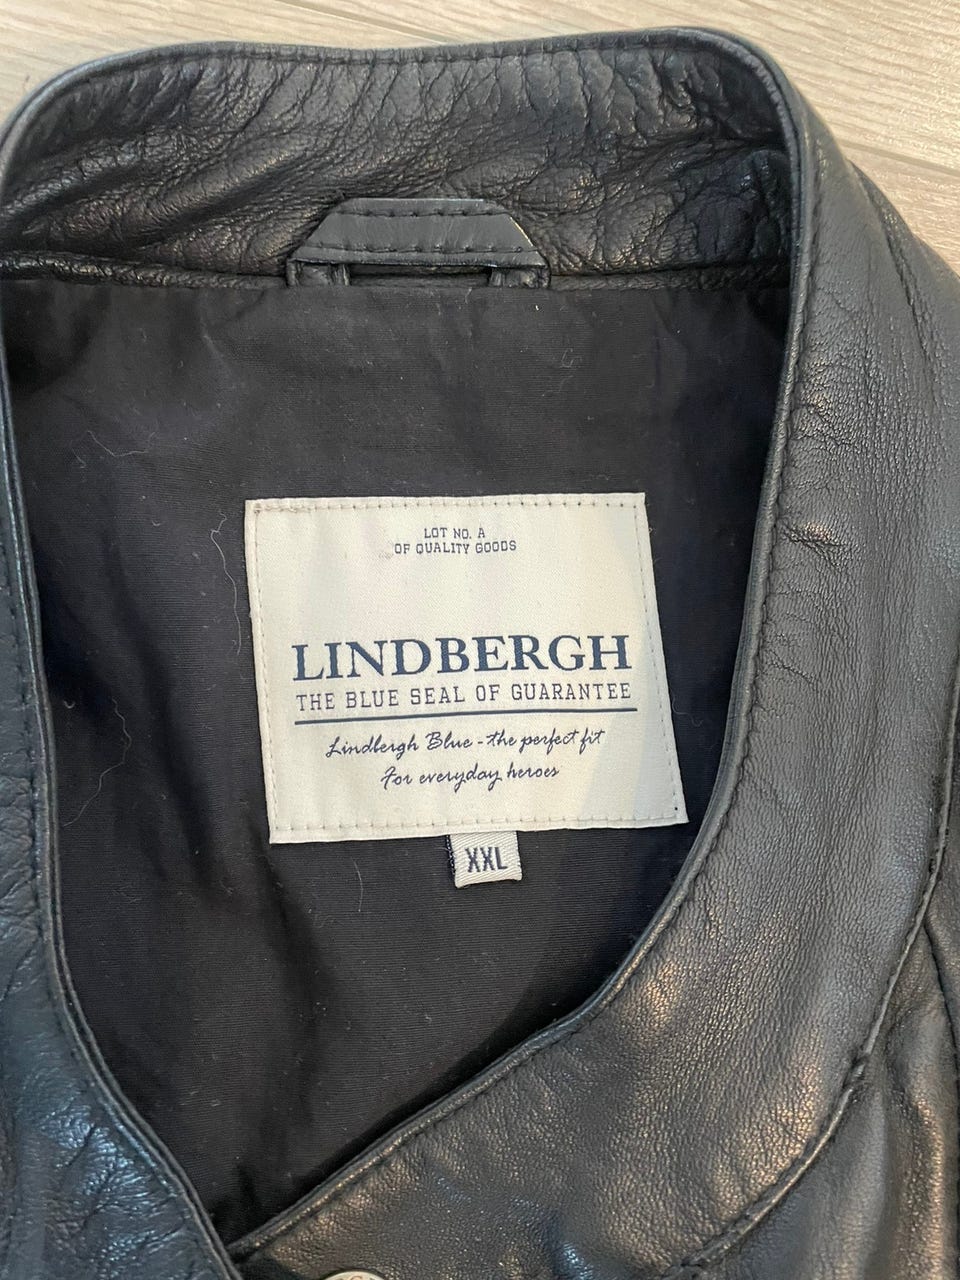 LOT NO. A
OF QUALITY GOODS
LINDBERGH
THE BLUE SEAL OF GUARANTEE
Lindbergh Blue - the perfect fit
For everyday heroes
XXL